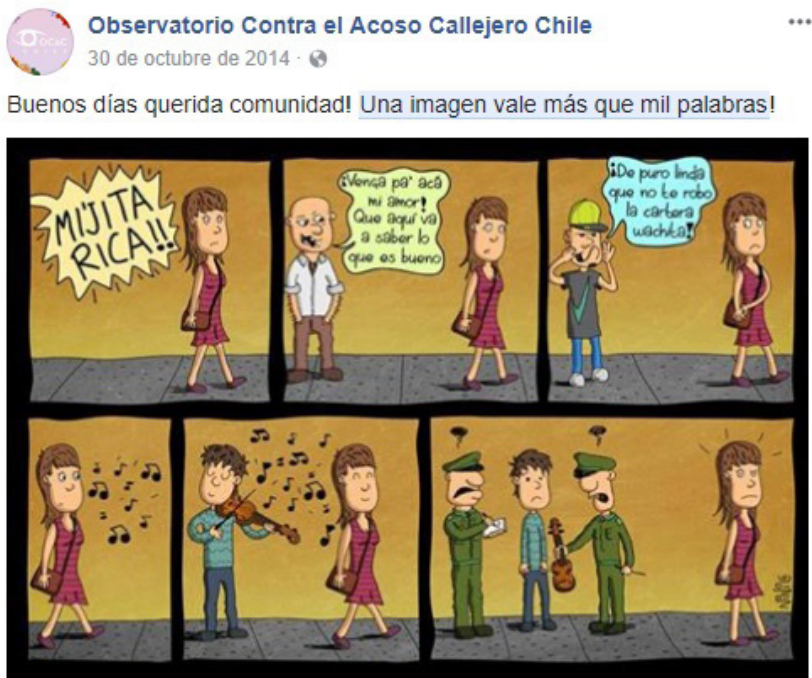 Observatorio Contra el Acoso Callejero Chile
30 de octubre de 2014
Buenos días querida comunidad! Una imagen vale más que mil palabras!
MIJITA
RICA!!
¡Venga pa' acá
mi amor!
Que aquí va
a saber lo
que es bueno
¡De puro linda
que no te robo
la cartera
wachita!